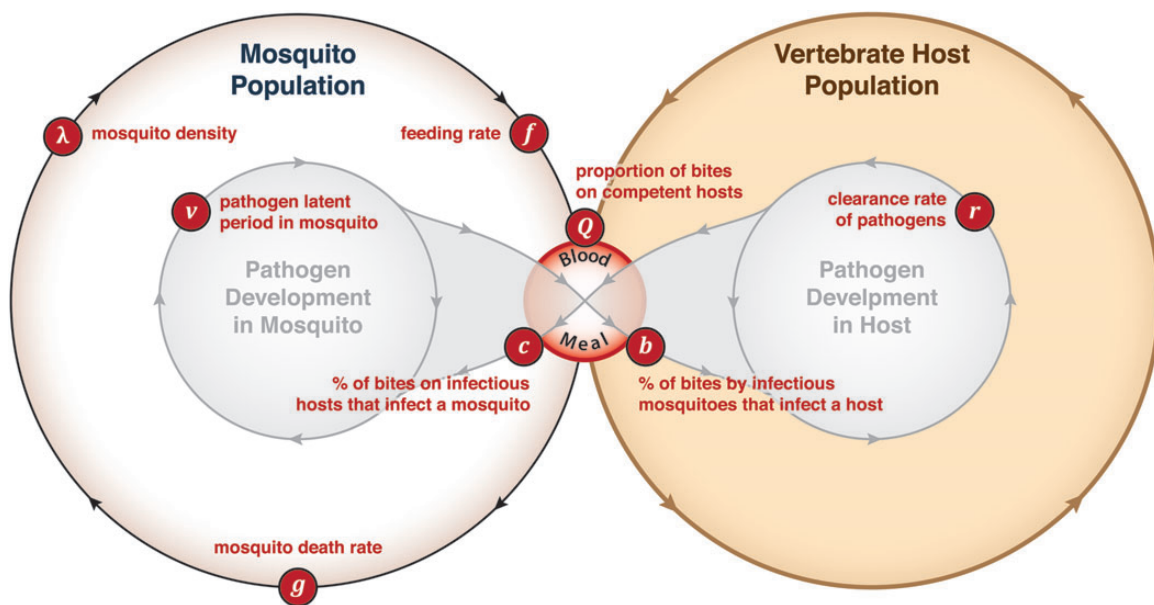 Mosquito
Population
Vertebrate Host
Population
λ
mosquito density
feeding rate
f
proportion of bites
on competent hosts
v
pathogen latent
period in mosquito
Q
clearance rate
of pathogens
r
Blood
Pathogen
Development
in Mosquito
Pathogen
Develpment
in Host
Meal
c
b
% of bites on infectious
hosts that infect a mosquito
% of bites by infectious
mosquitoes that infect a host
mosquito death rate
g